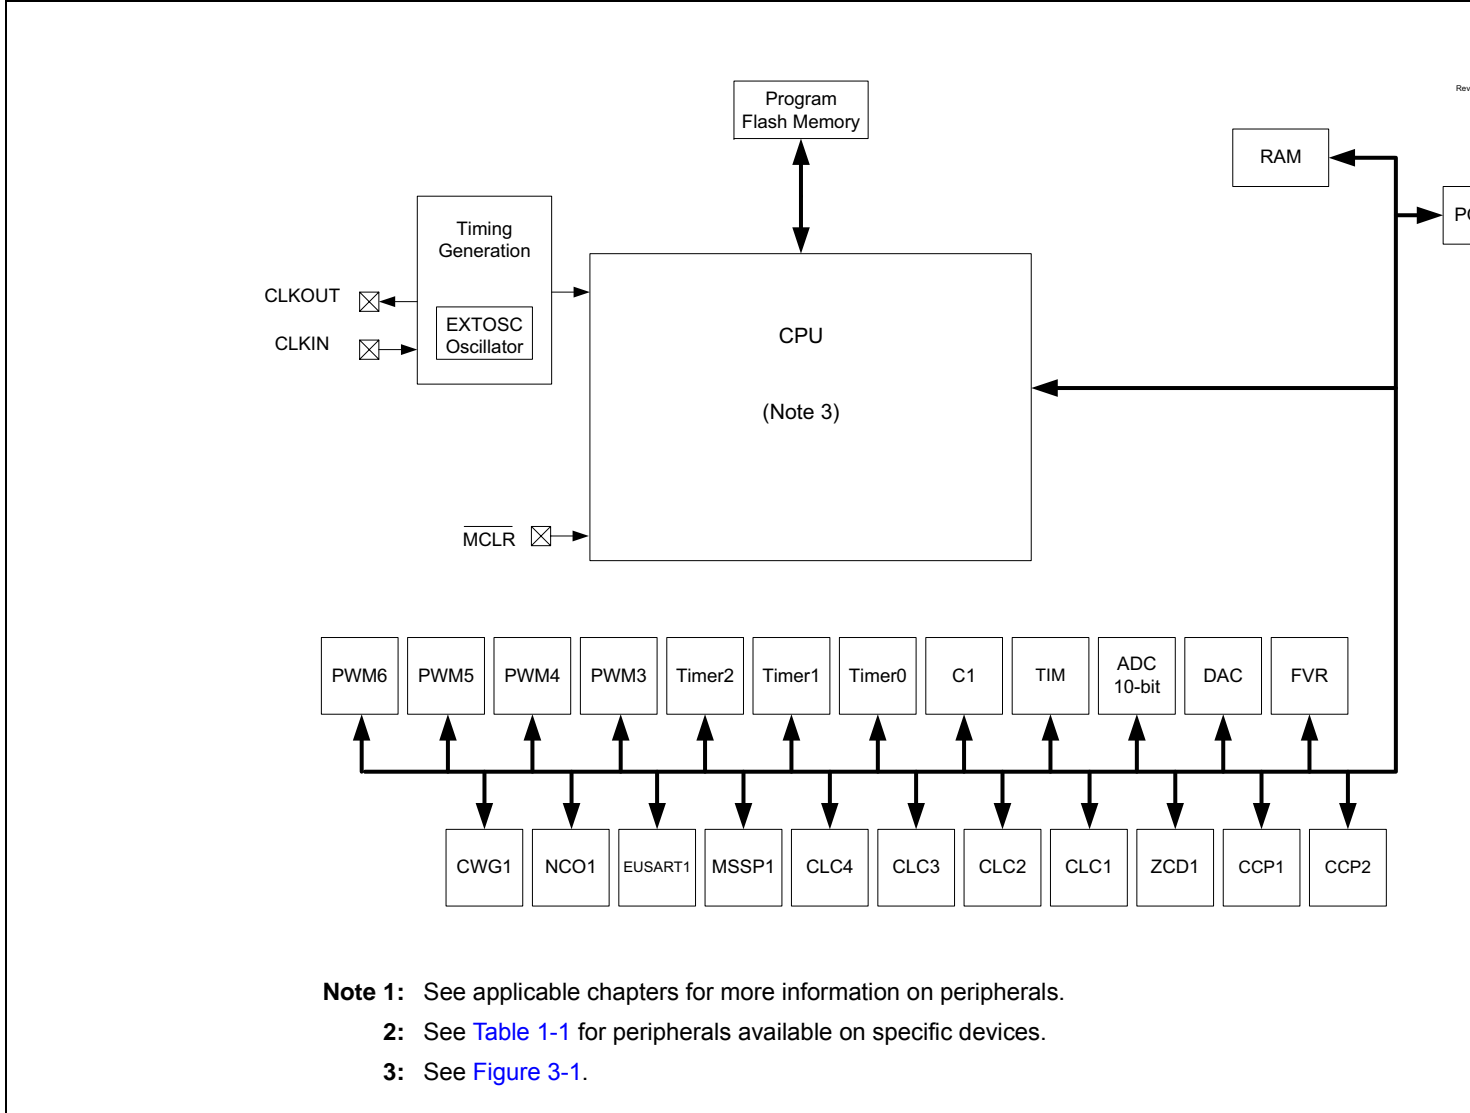 Program
Flash Memory
Rev
RAM
Timing
Generation
CLKOUT
EXTOSC
Oscillator
CLKIN
CPU
(Note 3)
MCLR
PWM6 PWM5 PWM4 PWM3 Timer2 Timer1 Timer0 C1 TIM ADC 10-bit DAC FVR
CWG1 NCO1 EUSART1 MSSP1 CLC4 CLC3 CLC2 CLC1 ZCD1 CCP1 CCP2
Note 1: See applicable chapters for more information on peripherals.
2: See Table 1-1 for peripherals available on specific devices.
3: See Figure 3-1.